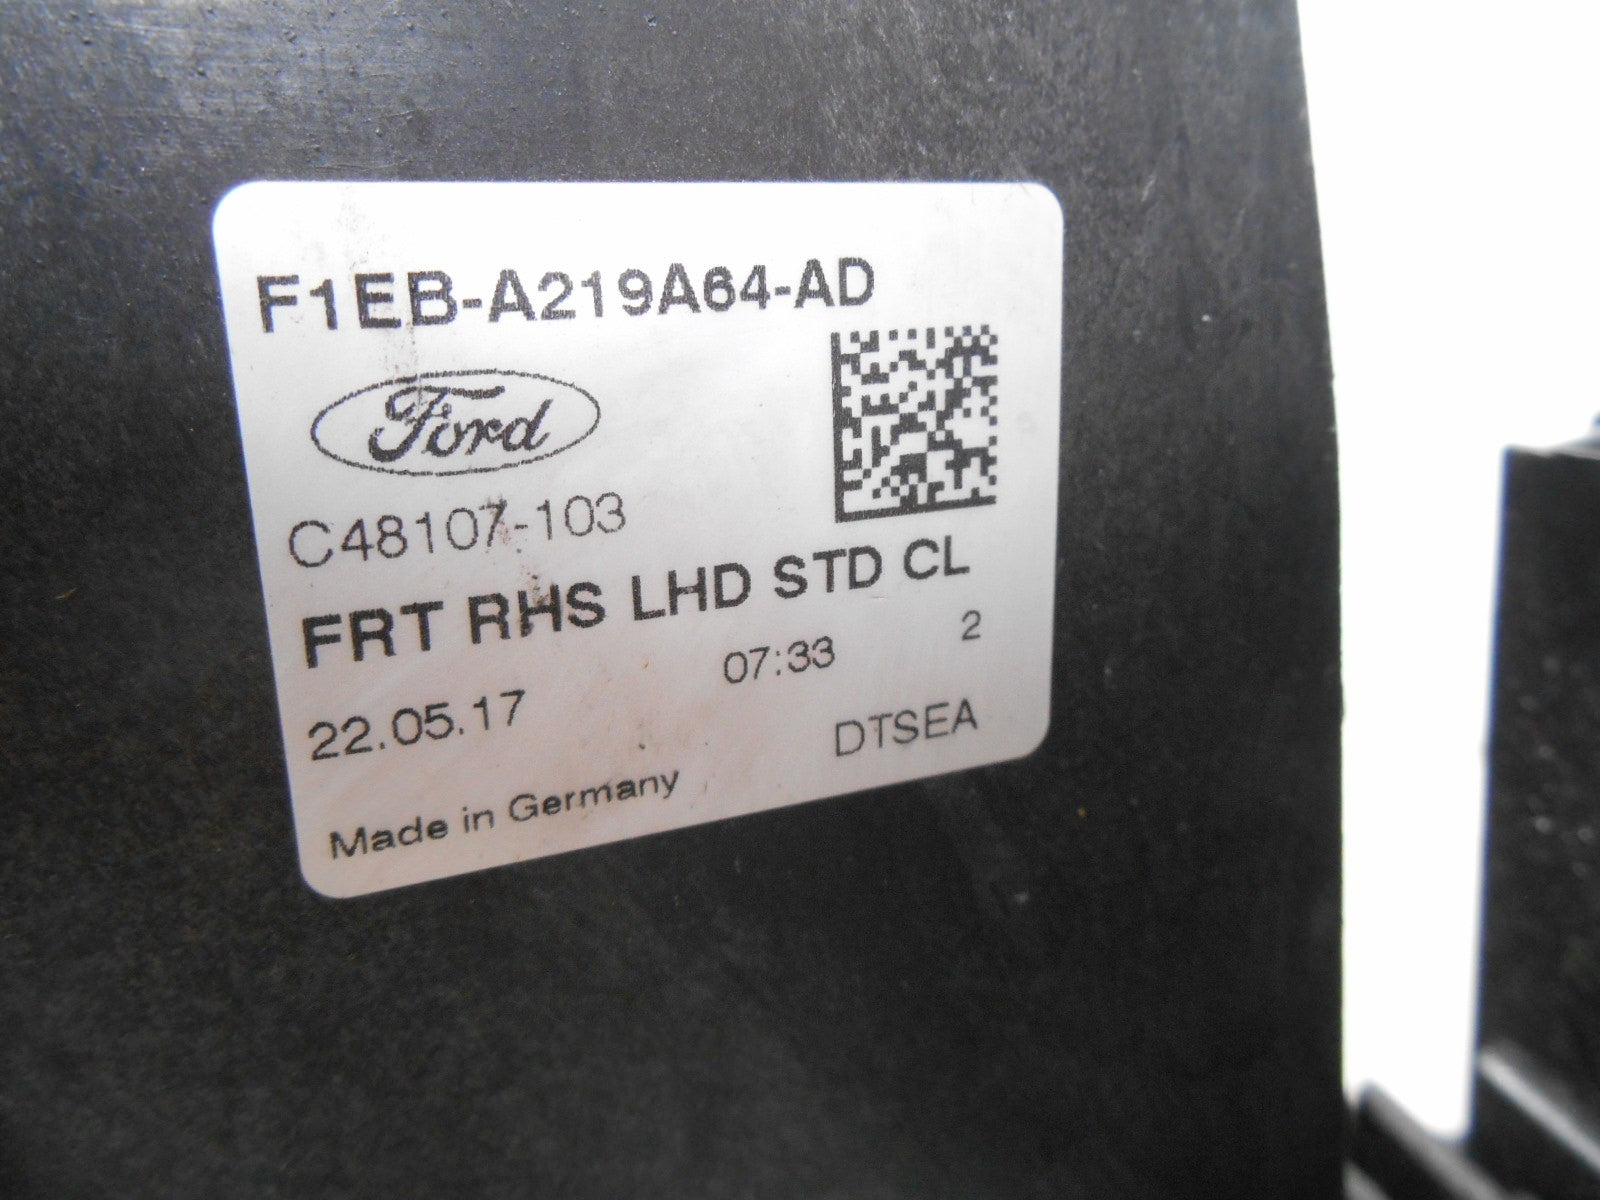 F1EB-A219A64-AD
Ford
C48107-103
FRT RHS LHD STD CL
22.05.17 07:33 2
Made in Germany DTSEA